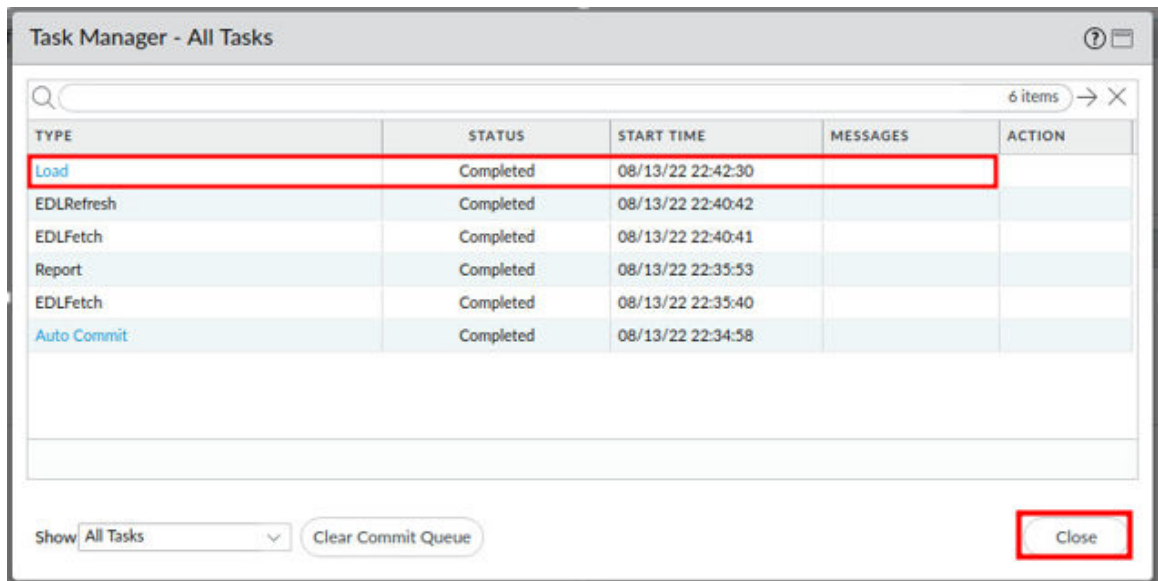 Task Manager - All Tasks
6 items
TYPE STATUS START TIME MESSAGES ACTION
Load Completed 08/13/22 22:42:30
EDLRefresh Completed 08/13/22 22:40:42
EDLFetch Completed 08/13/22 22:40:41
Report Completed 08/13/22 22:35:53
EDLFetch Completed 08/13/22 22:35:40
Auto Commit Completed 08/13/22 22:34:58
Show All Tasks Clear Commit Queue Close